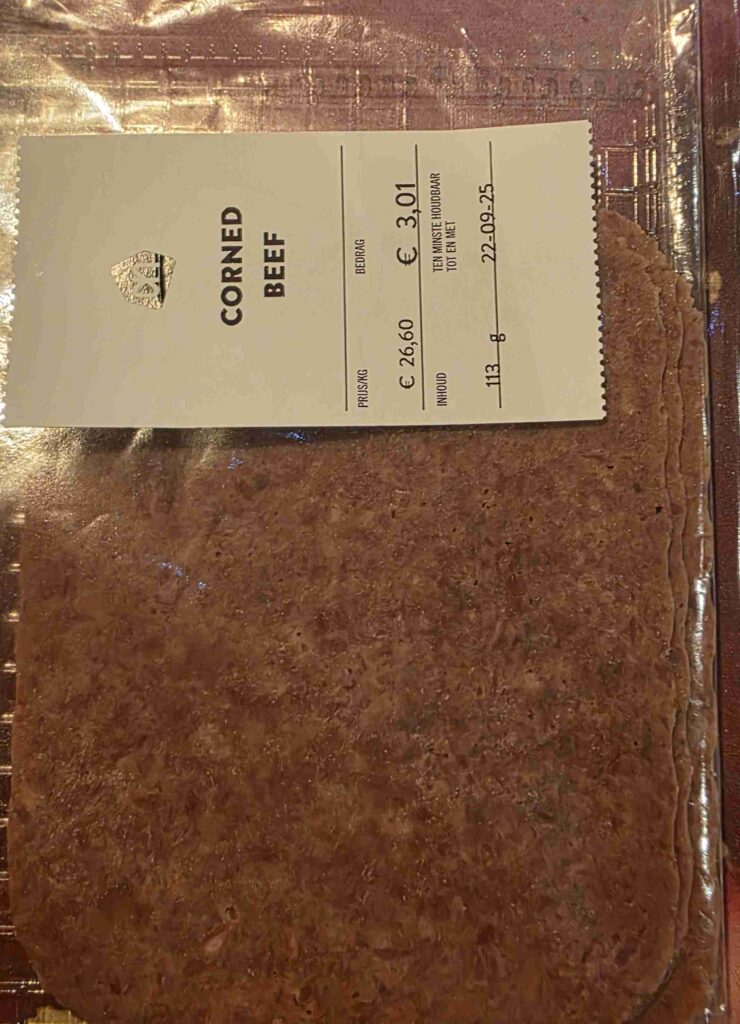 CORNED
BEEF
PRIJS/KG BEDRAG
€ 26,60 € 3,01
INHOUD TEN MINSTE HOUDBAAR
TOT EN MET
113 g 22-09-25